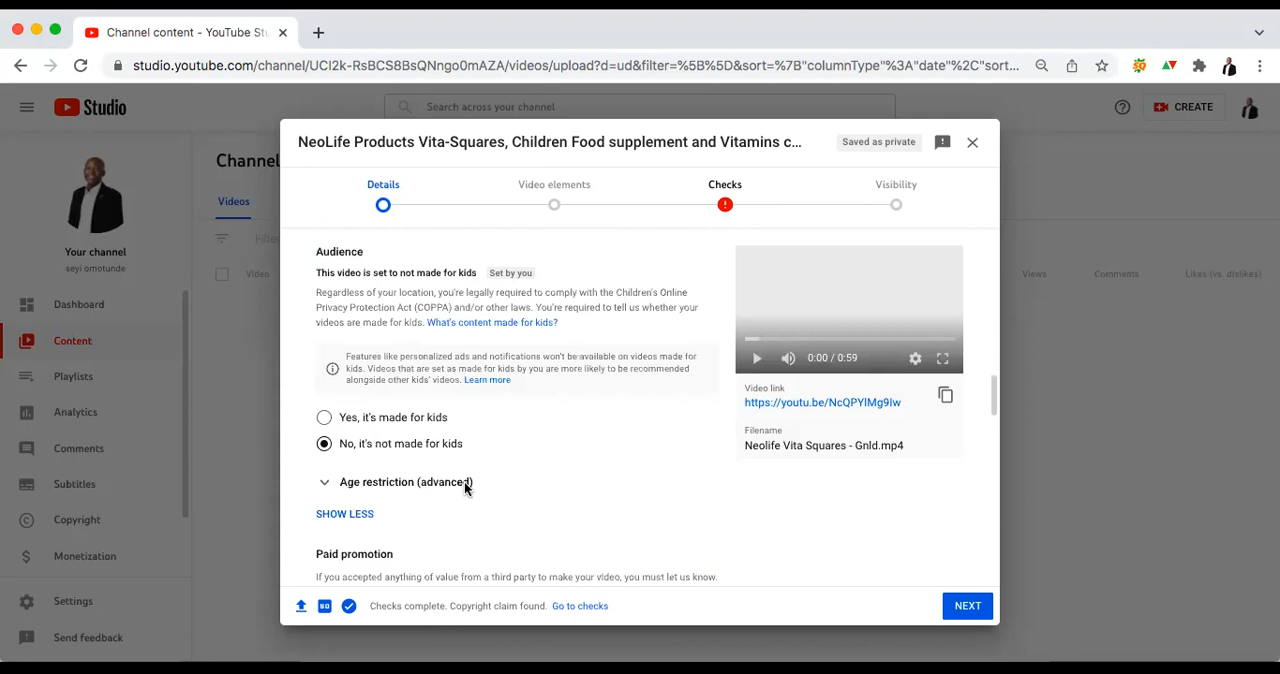 Channel content - YouTube Stu
studio.youtube.com/channel/UCI2k-RsBCS8BsQNngo0mAZA/videos/upload?d=ud&filter=%5B%5D&sort=%7B"columnType"%3A"date"%2C"sort...
Studio
Search across your channel
CREATE
NeoLife Products Vita-Squares, Children Food supplement and Vitamins c...
Saved as private
Details
Video elements
Checks
Visibility
Your channel
seyi omotunde
Dashboard
Content
Playlists
Analytics
Comments
Subtitles
Copyright
Monetization
Settings
Send feedback
Channel
Videos
Filter
Video
Views
Comments
Likes (vs. dislikes)
Audience
This video is set to not made for kids Set by you
Regardless of your location, you're legally required to comply with the Children's Online
Privacy Protection Act (COPPA) and/or other laws. You're required to tell us whether your
videos are made for kids. What's content made for kids?
Features like personalized ads and notifications won't be available on videos made for
kids. Videos that are set as made for kids by you are more likely to be recommended
alongside other kids' videos. Learn more
Yes, it's made for kids
No, it's not made for kids
Age restriction (advanced)
SHOW LESS
Paid promotion
If you accepted anything of value from a third party to make your video, you must let us know.
0:00 / 0:59
Video link
https://youtu.be/NcQPYIMg9Iw
Filename
Neolife Vita Squares - Gnld.mp4
Checks complete. Copyright claim found. Go to checks
NEXT